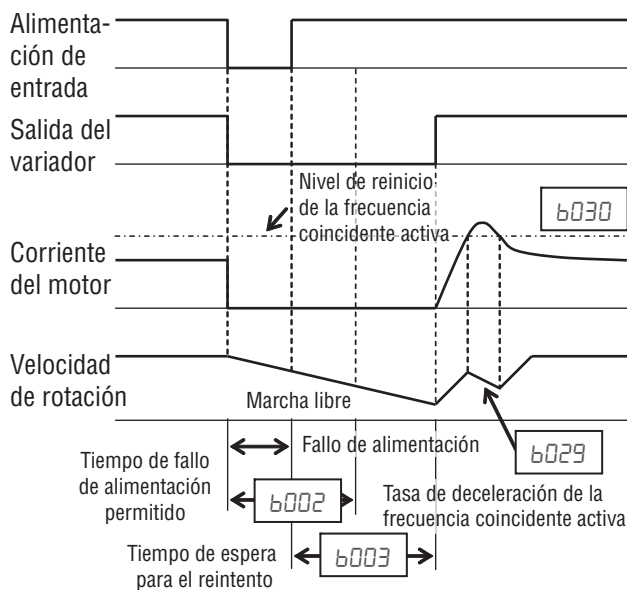 Alimenta-
ción de
entrada
Salida del
variador
Nivel de reinicio
de la frecuencia
coincidente activa
b030
Corriente
del motor
Velocidad
de rotación
Marcha libre
Fallo de alimentación
b029
Tiempo de fallo
de alimentación
permitido
b002
Tasa de deceleración de la
frecuencia coincidente activa
Tiempo de espera
para el reintento
b003